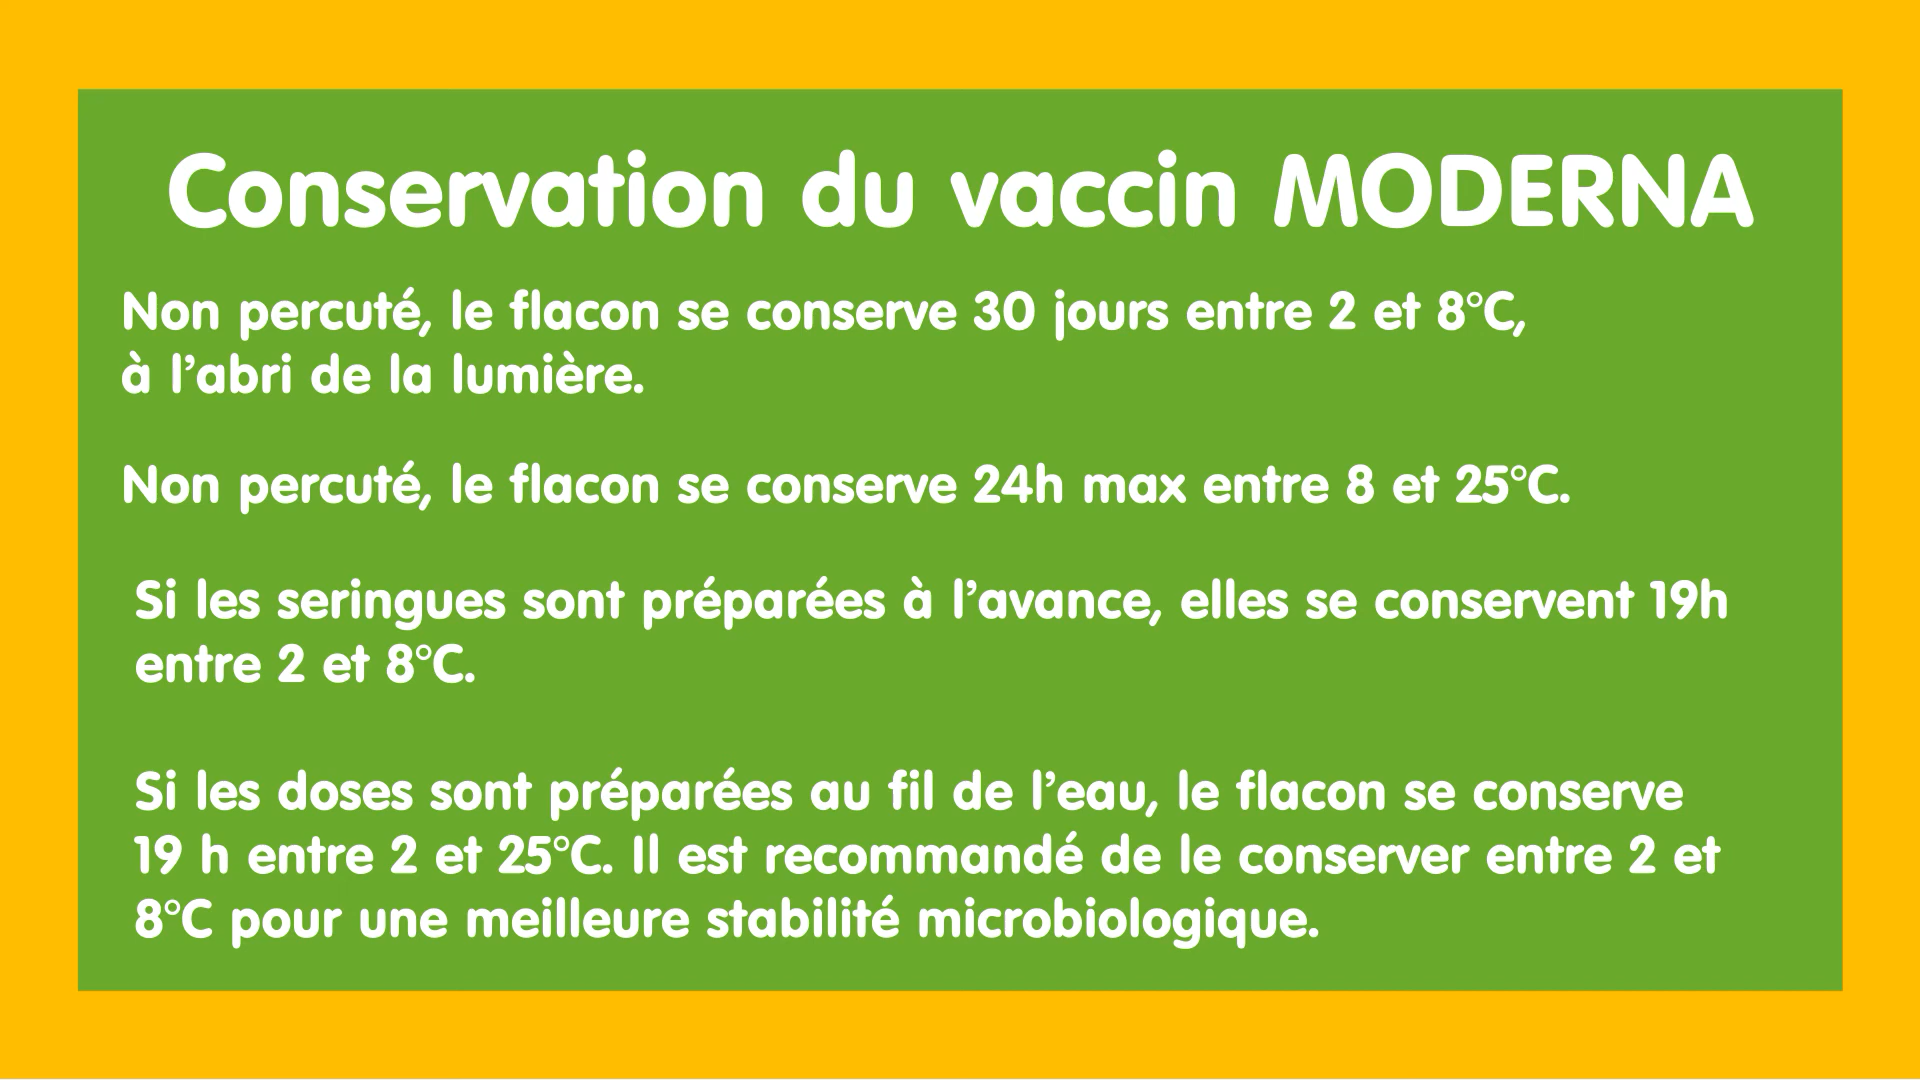 Conservation du vaccin MODERNA
Non percuté, le flacon se conserve 30 jours entre 2 et 8°C,
à l’abri de la lumière.
Non percuté, le flacon se conserve 24h max entre 8 et 25°C.
Si les seringues sont préparées à l’avance, elles se conservent 19h
entre 2 et 8°C.
Si les doses sont préparées au fil de l’eau, le flacon se conserve
19 h entre 2 et 25°C. Il est recommandé de le conserver entre 2 et
8°C pour une meilleure stabilité microbiologique.